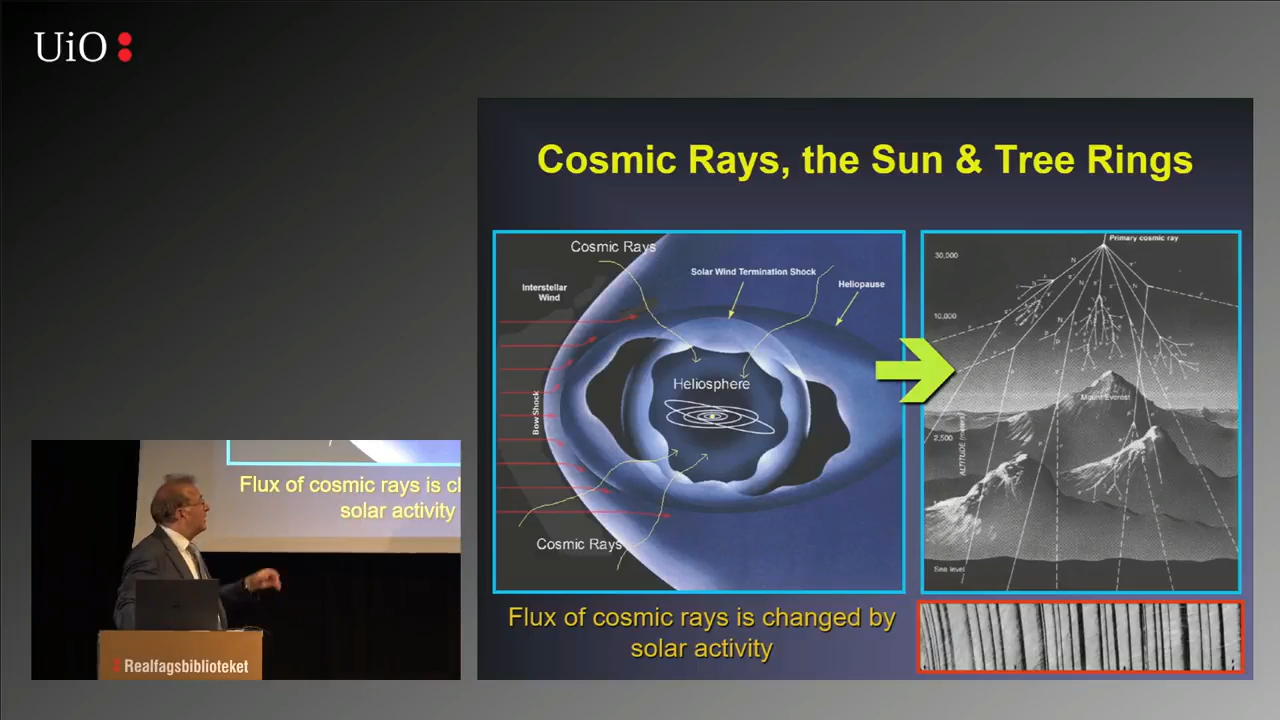 UiO
Cosmic Rays, the Sun & Tree Rings
Cosmic Rays
Solar Wind Termination Shock
Interstellar
Wind
Heliopause
Heliosphere
Bow Shock
Cosmic Rays
Primary cosmic ray
30,000
10,000
Mount Everest
2,500
ALTITUDE (meters)
Sea level
Flux of cosmic rays is changed by
solar activity
Flux of cosmic rays is cl
solar activity
Realfagsbiblioteket